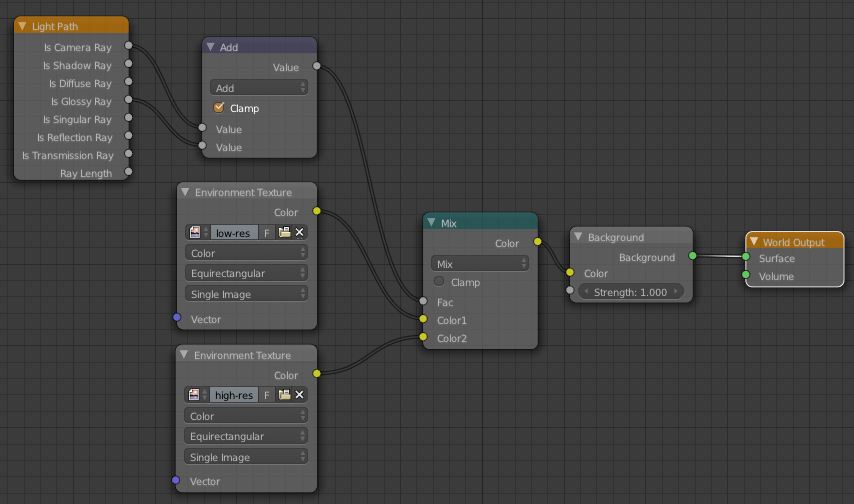 Light Path
Is Camera Ray
Is Shadow Ray
Is Diffuse Ray
Is Glossy Ray
Is Singular Ray
Is Reflection Ray
Is Transmission Ray
Ray Length
Add
Value
Add
Clamp
Value
Value
Environment Texture
Color
low-res F
Color
Equirectangular
Single Image
Vector
Environment Texture
Color
high-res F
Color
Equirectangular
Single Image
Vector
Mix
Color
Mix
Clamp
Fac
Color1
Color2
Background
Background
Color
Strength: 1.000
World Output
Surface
Volume